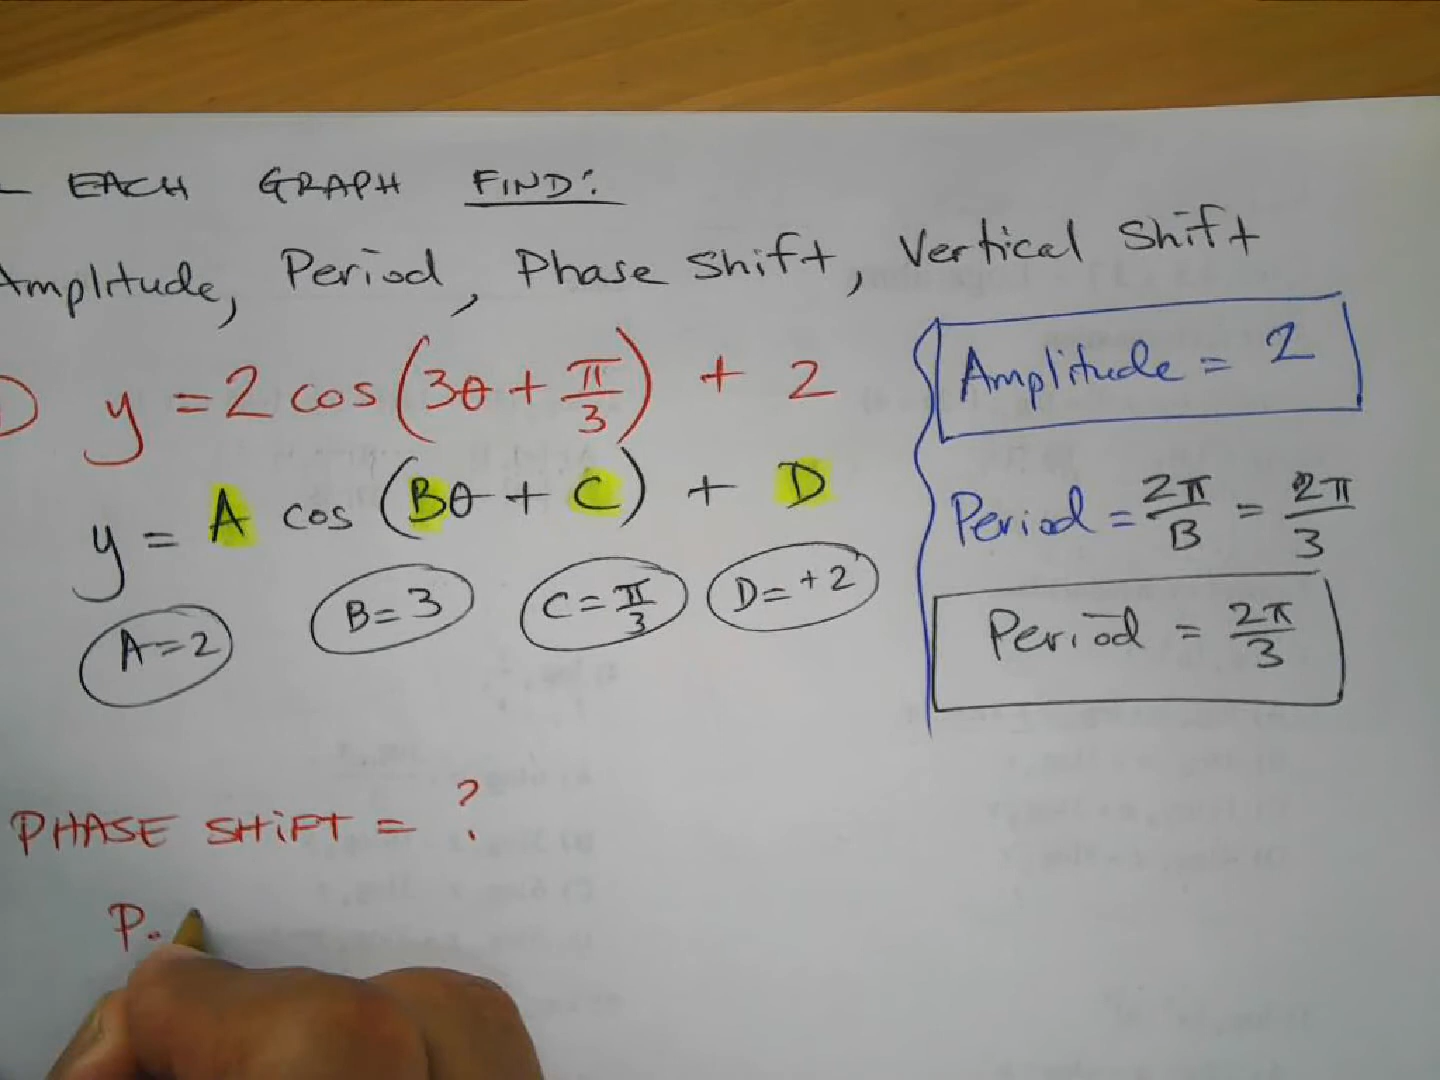 EACH GRAPH FIND:
Amplitude, Period, Phase Shift, Vertical Shift
y = 2 cos(3θ + π/3) + 2
y = A cos (Bθ + C) + D
A=2 B=3 C=π/3 D=+2
Amplitude = 2
Period = 2π/B = 2π/3
Period = 2π/3
PHASE SHIFT = ?
P.